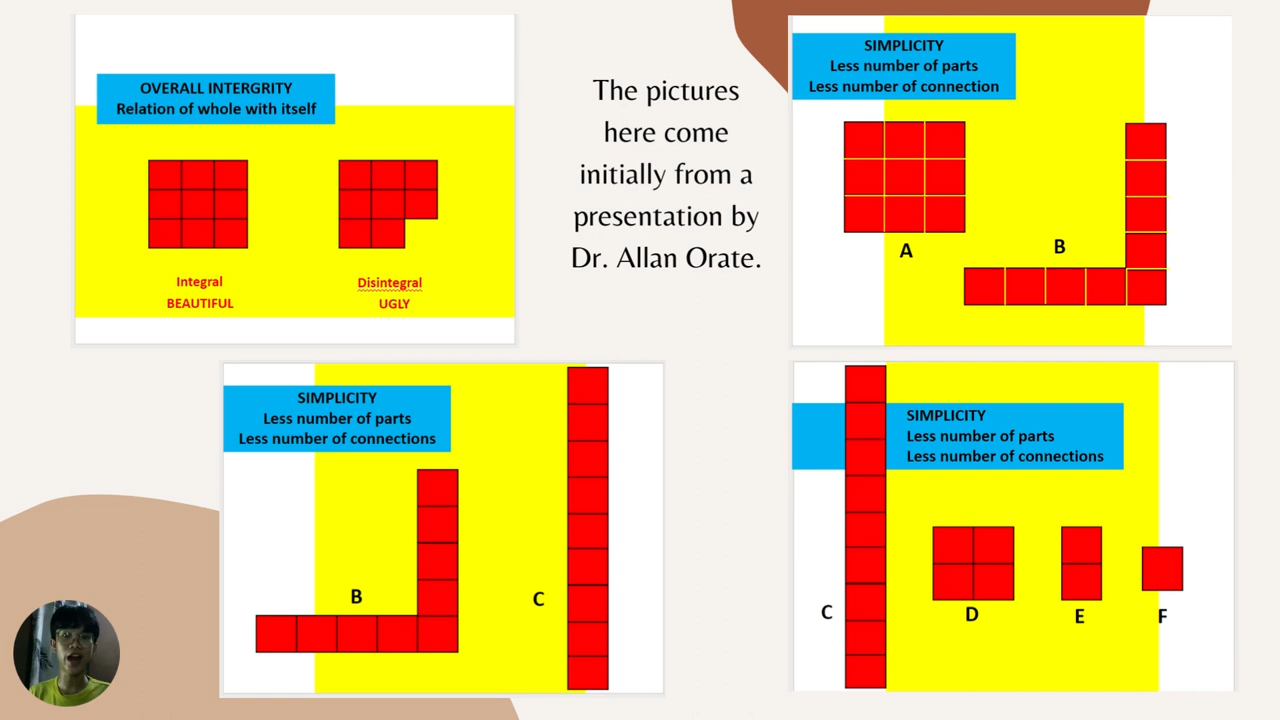 OVERALL INTERGRITY
Relation of whole with itself
Integral
BEAUTIFUL
Disintegral
UGLY
The pictures
here come
initially from a
presentation by
Dr. Allan Orate.
SIMPLICITY
Less number of parts
Less number of connection
A
B
SIMPLICITY
Less number of parts
Less number of connections
B
C
SIMPLICITY
Less number of parts
Less number of connections
C
D
E
F